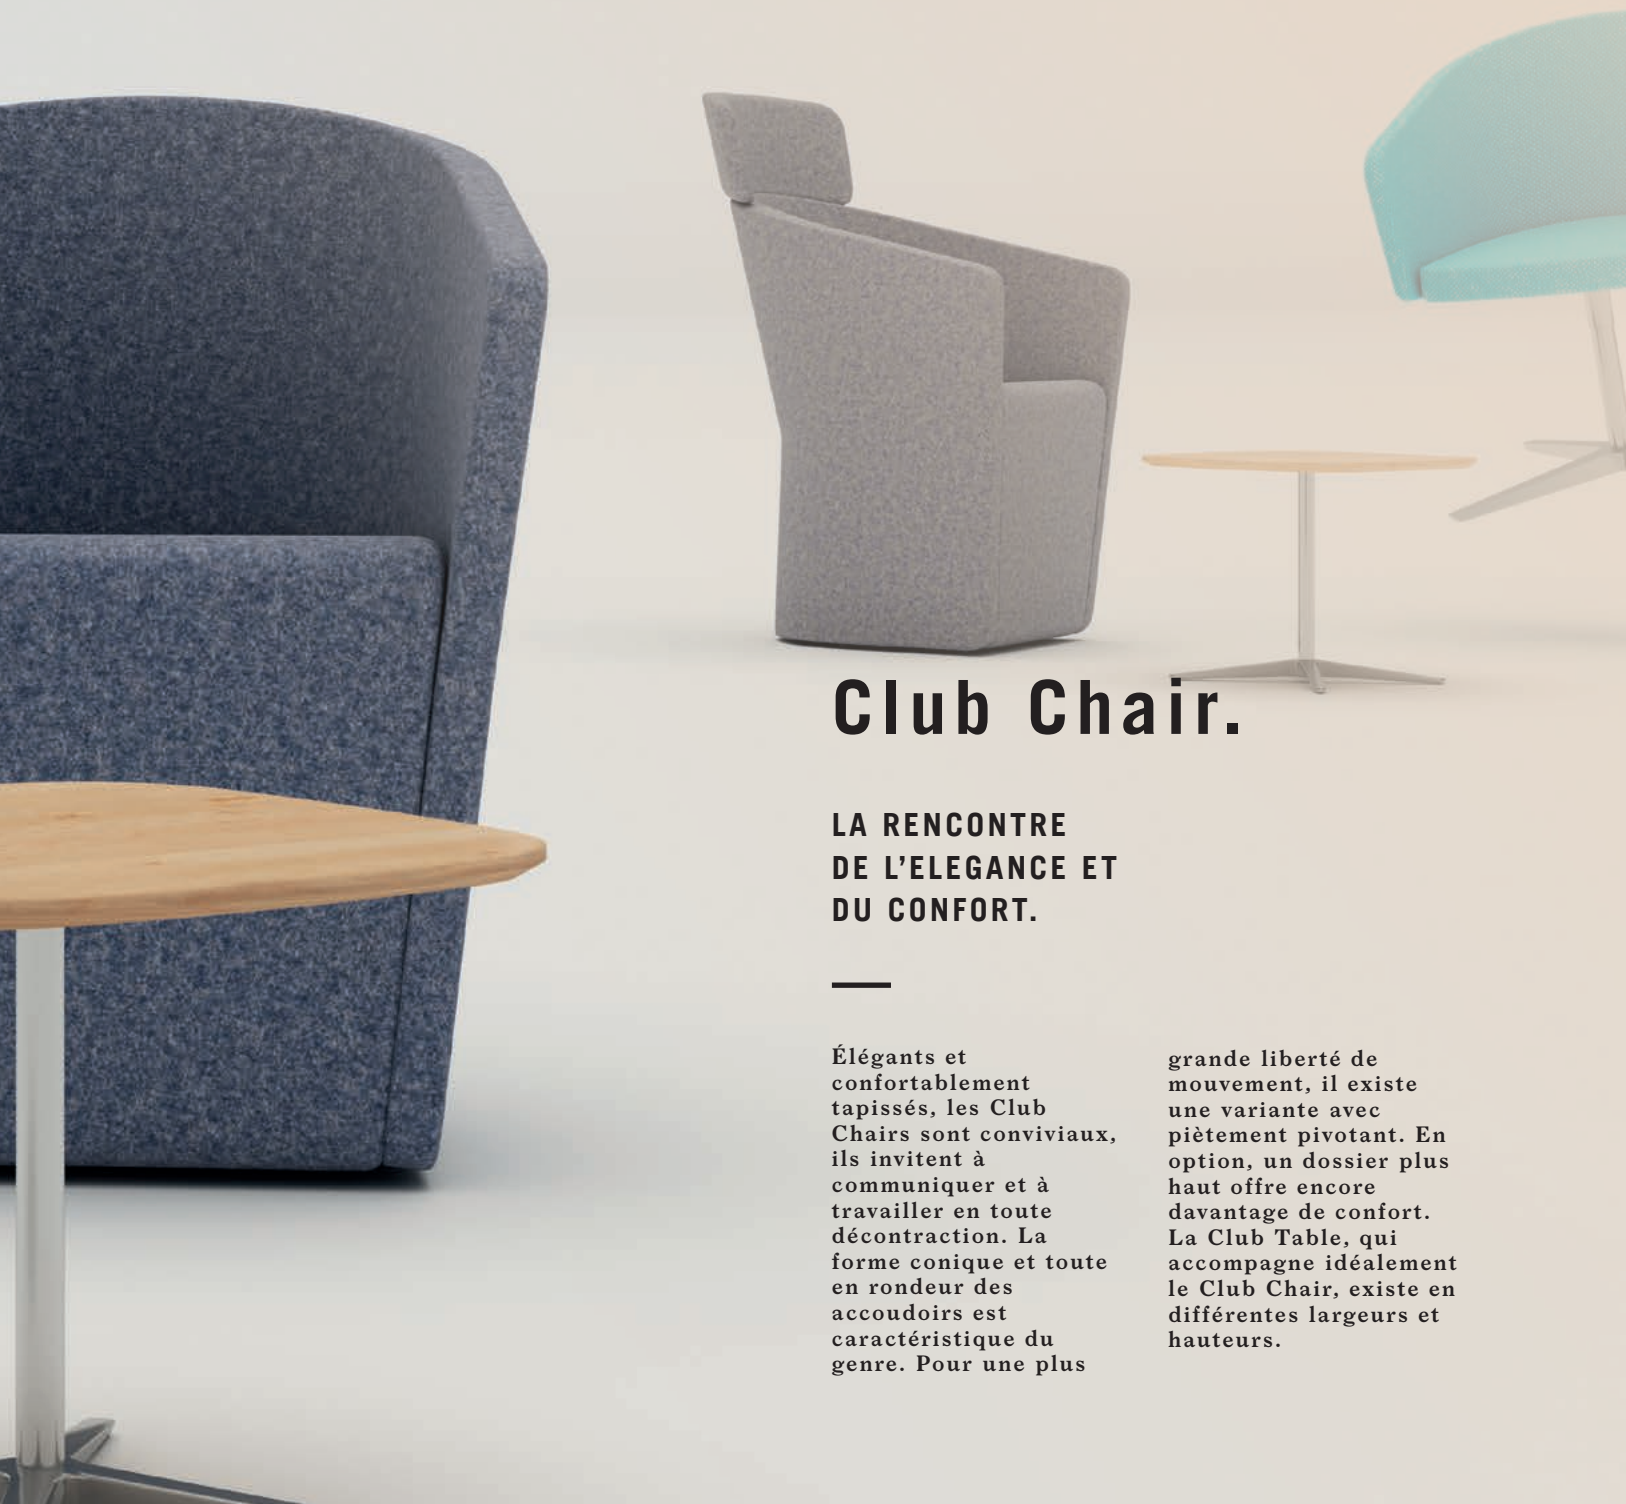 Club Chair.
LA RENCONTRE
DE L’ELEGANCE ET
DU CONFORT.
Élégants et
confortablement
tapissés, les Club
Chairs sont conviviaux,
ils invitent à
communiquer et à
travailler en toute
décontraction. La
forme conique et toute
en rondeur des
accoudoirs est
caractéristique du
genre. Pour une plus
grande liberté de
mouvement, il existe
une variante avec
piètement pivotant. En
option, un dossier plus
haut offre encore
davantage de confort.
La Club Table, qui
accompagne idéalement
le Club Chair, existe en
différentes largeurs et
hauteurs.